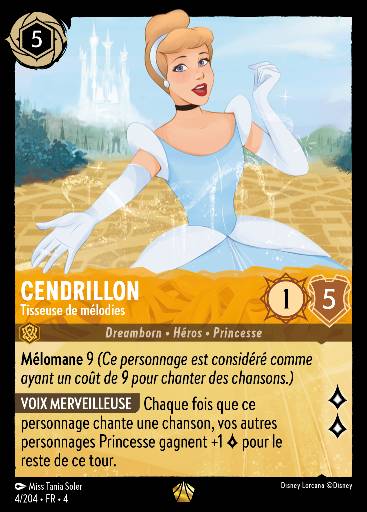 5
CENDRILLON
Tisseuse de mélodies
1
5
Dreamborn • Héros • Princesse
Mélomane 9 (Ce personnage est considéré comme
ayant un coût de 9 pour chanter des chansons.)
VOIX MERVEILLEUSE Chaque fois que ce
personnage chante une chanson, vos autres
personnages Princesse gagnent +1 pour le
reste de ce tour.
Miss Tania Soler
Disney Lorcana ©Disney
4/204 • FR • 4